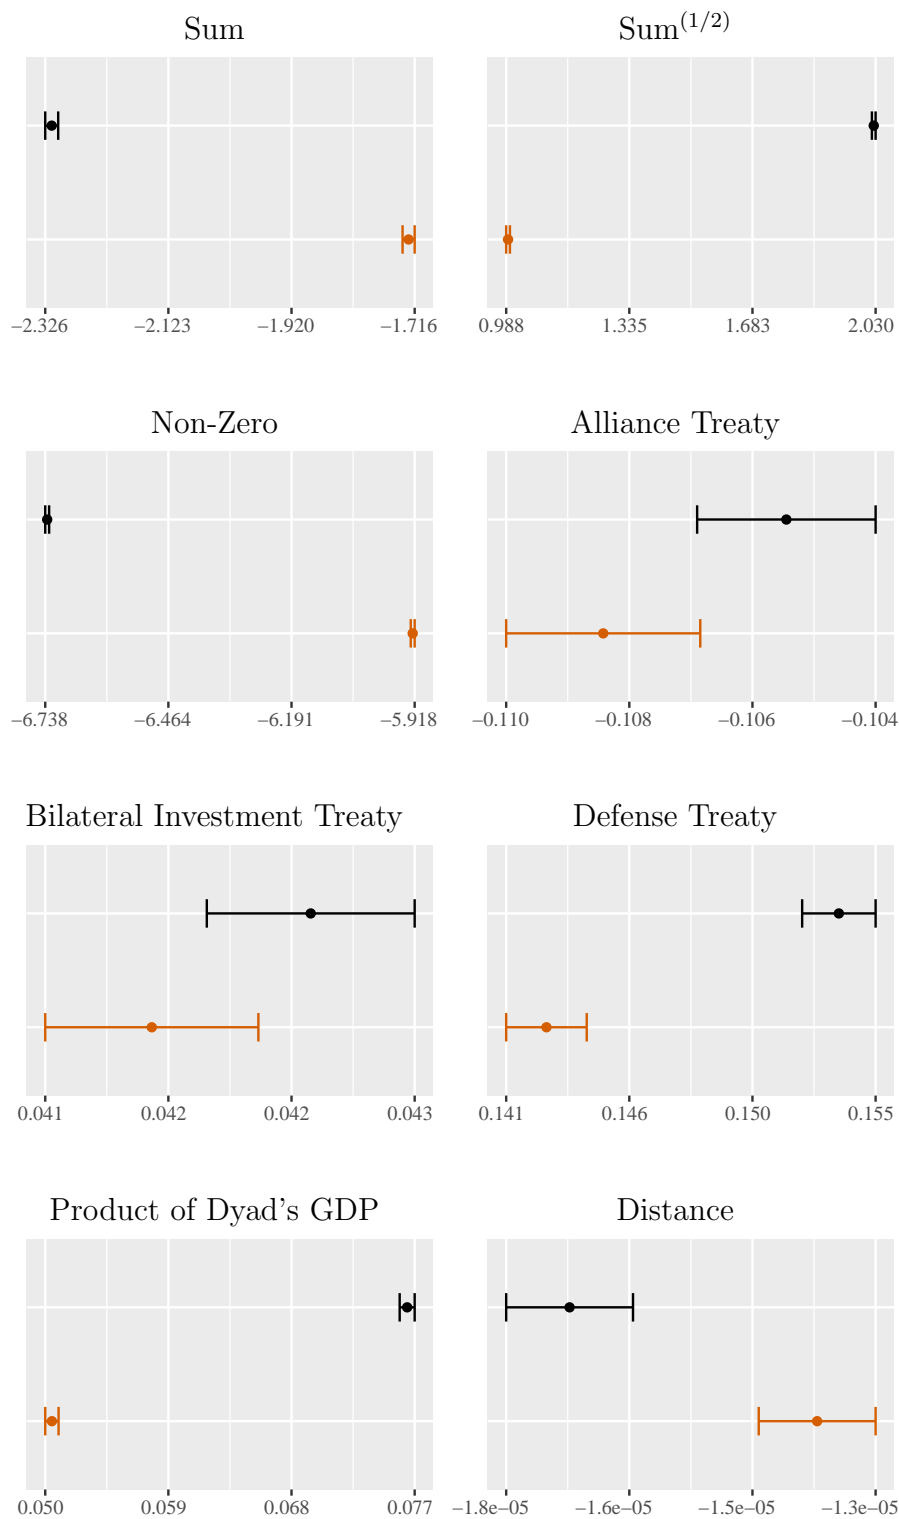 Sum
Sum^(1/2)
−2.326 −2.123 −1.920 −1.716
0.988 1.335 1.683 2.030
Non-Zero
Alliance Treaty
−6.738 −6.464 −6.191 −5.918
−0.110 −0.108 −0.106 −0.104
Bilateral Investment Treaty
Defense Treaty
0.041 0.042 0.042 0.043
0.141 0.146 0.150 0.155
Product of Dyad's GDP
Distance
0.050 0.059 0.068 0.077
−1.8e−05 −1.6e−05 −1.5e−05 −1.3e−05